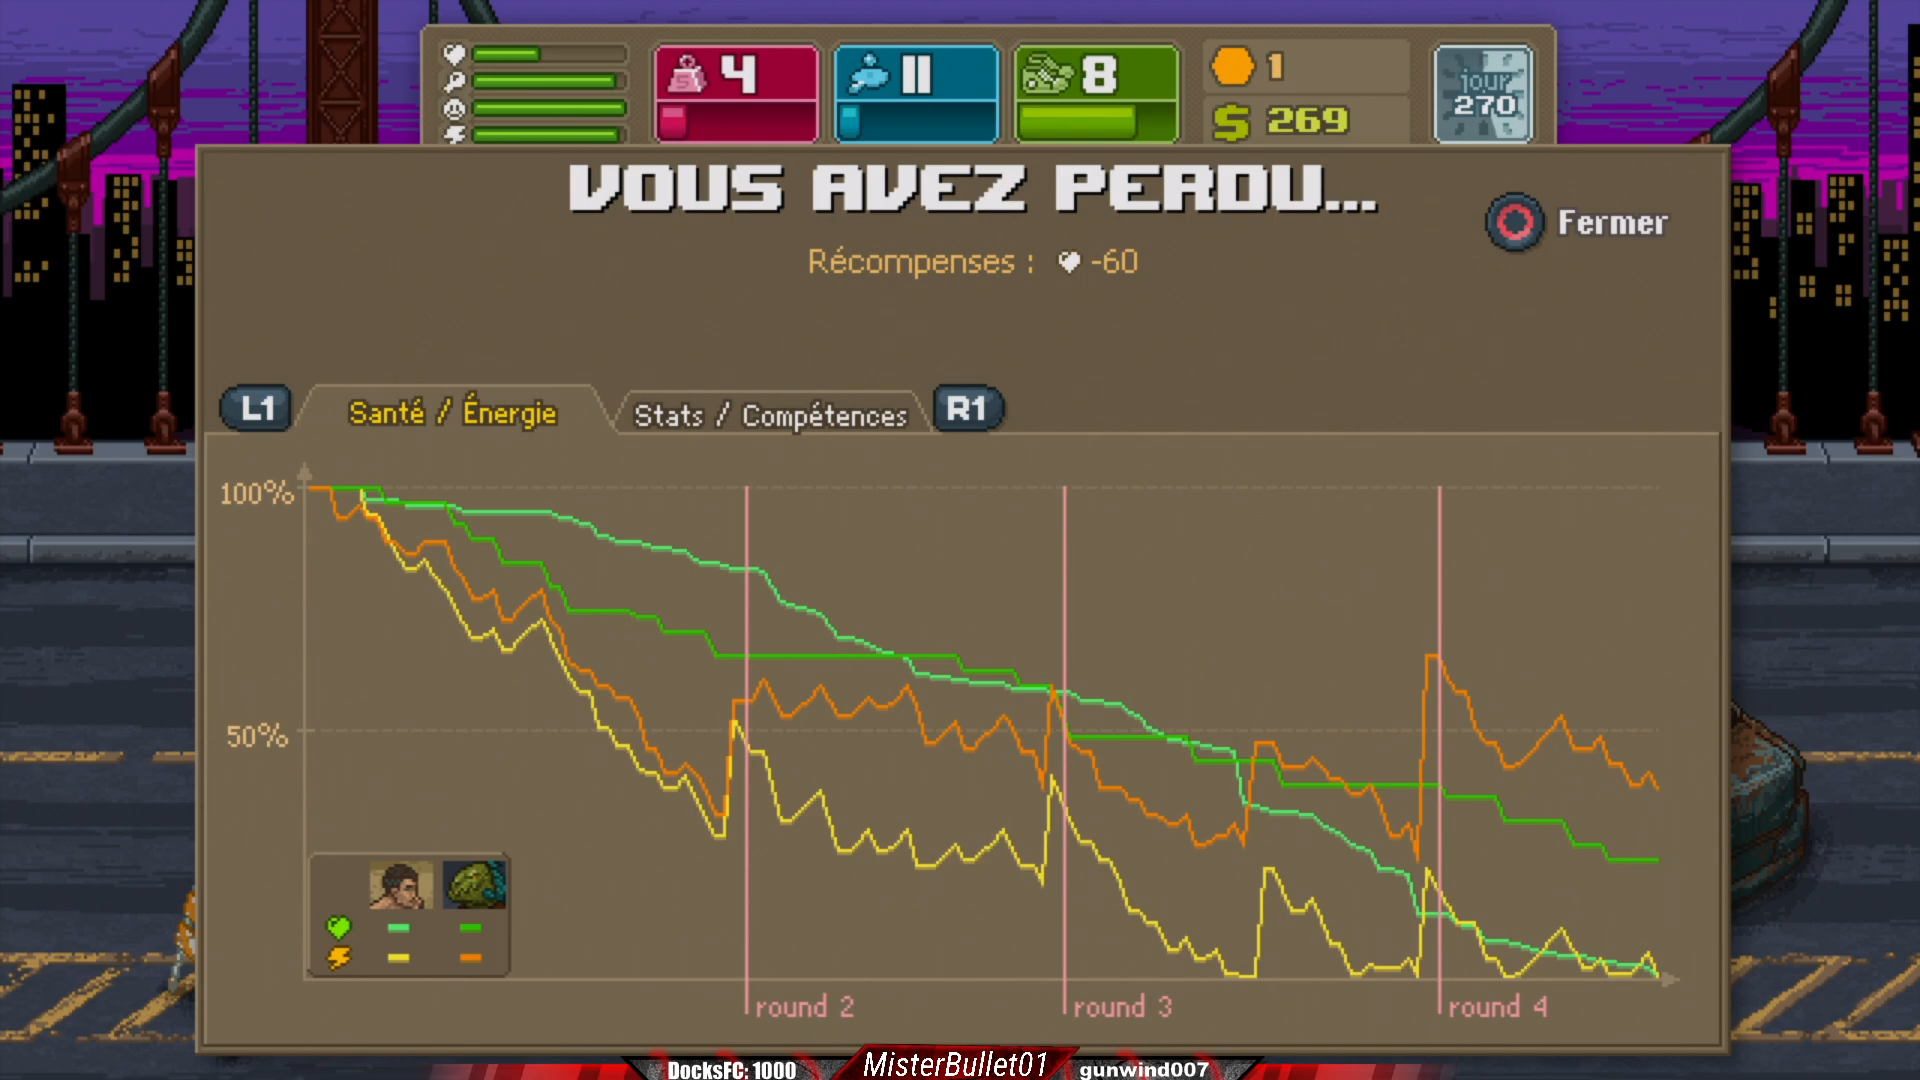 4
11
8
1
$ 269
jour
270
VOUS AVEZ PERDU...
Fermer
Récompenses : -60
L1
Santé / Énergie
Stats / Compétences
R1
100%
50%
round 2
round 3
round 4
DocksFC: 1000
MisterBullet01
gunwind007